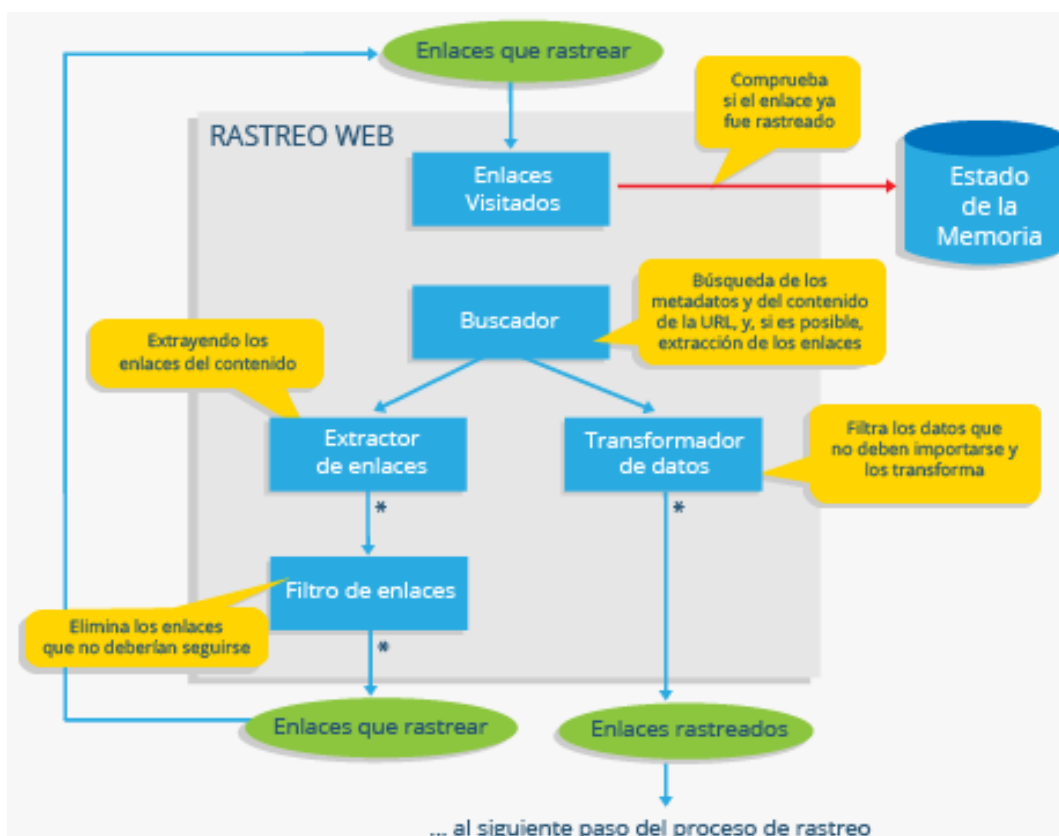 Enlaces que rastrear
Comprueba
si el enlace ya
fue rastreado
RASTREO WEB
Enlaces
Visitados
Estado
de la
Memoria
Búsqueda de los
metadatos y del contenido
de la URL, y, si es posible,
extracción de los enlaces
Buscador
Extrayendo los
enlaces del contenido
Extractor
de enlaces
Transformador
de datos
Filtra los datos que
no deben importarse y
los transforma
*
*
Filtro de enlaces
Elimina los enlaces
que no deberían seguirse
*
Enlaces que rastrear
Enlaces rastreados
... al siguiente paso del proceso de rastreo